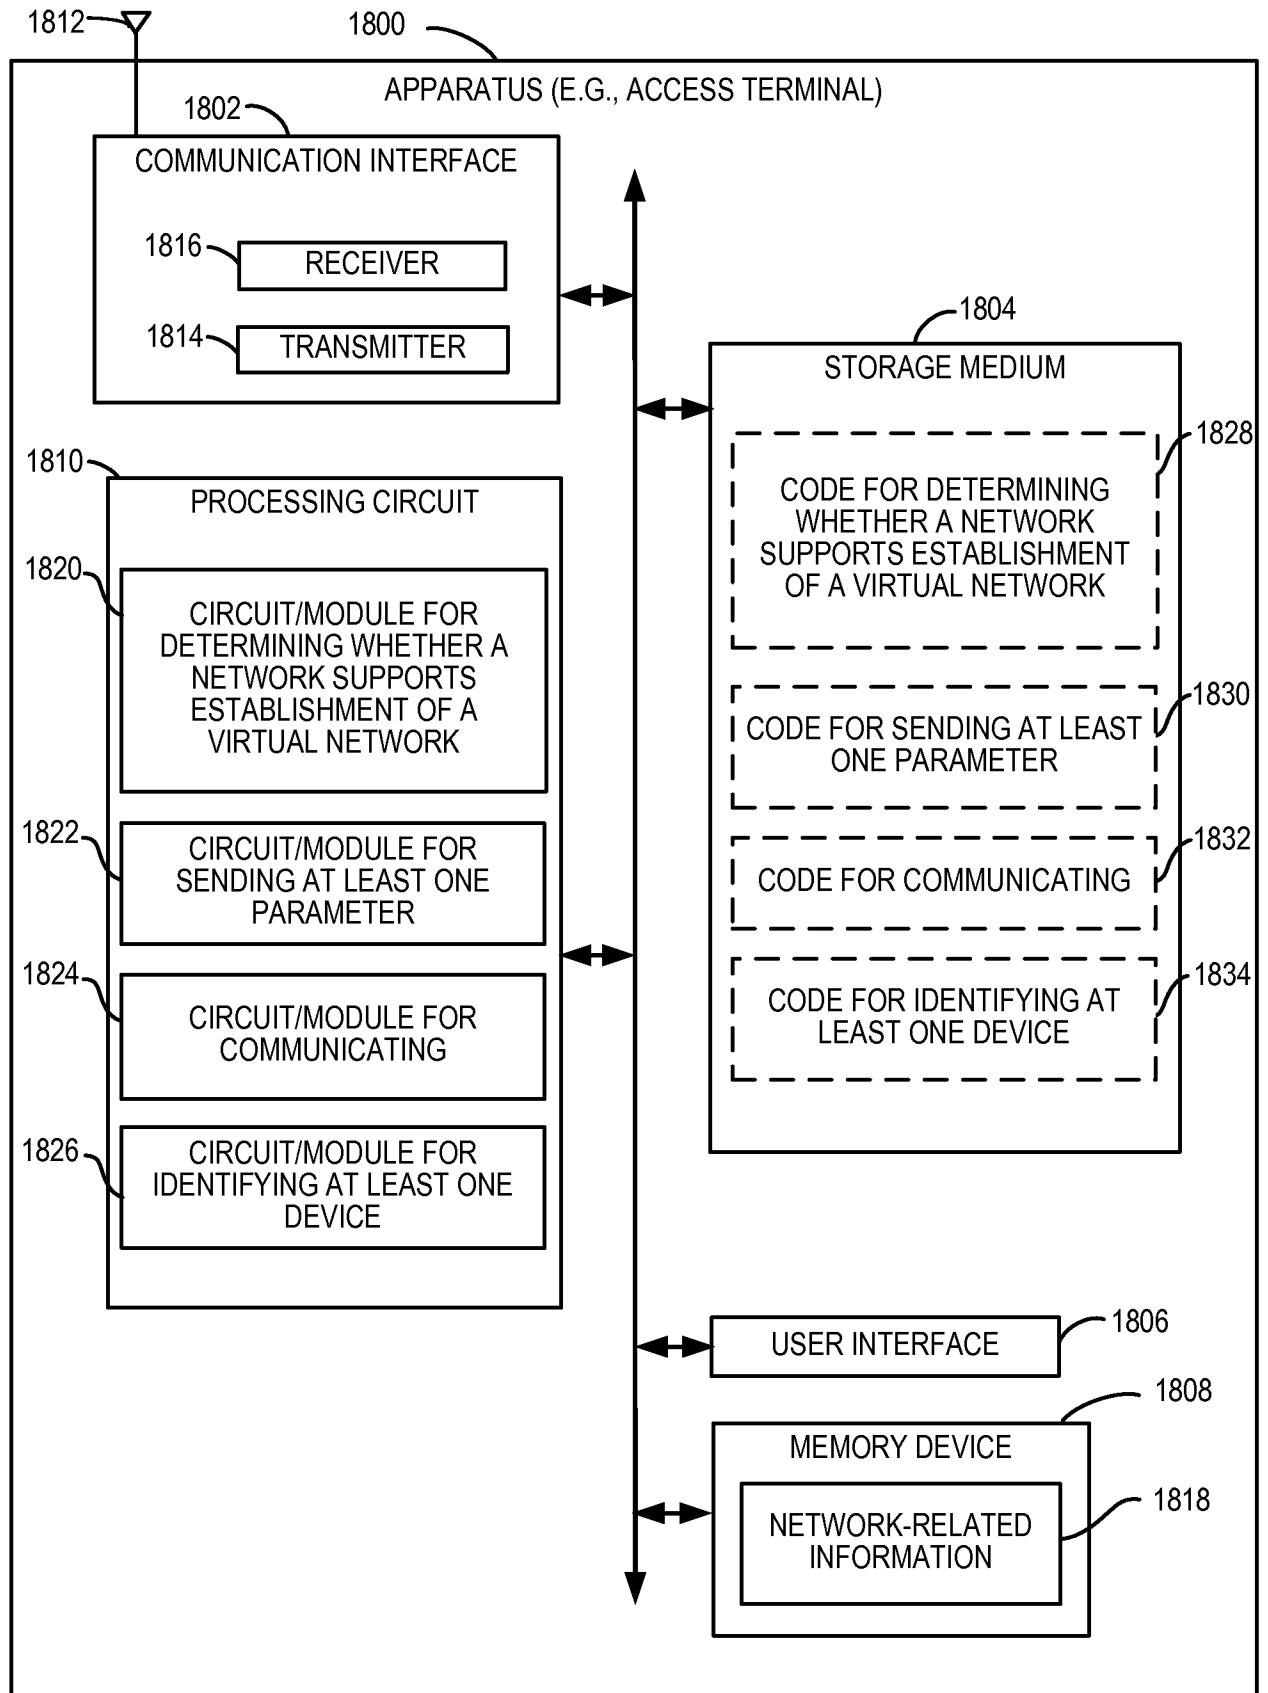 1812
1800
APPARATUS (E.G., ACCESS TERMINAL)
1802
COMMUNICATION INTERFACE
1816
RECEIVER
1814
TRANSMITTER
1804
STORAGE MEDIUM
1828
CODE FOR DETERMINING
WHETHER A NETWORK
SUPPORTS ESTABLISHMENT
OF A VIRTUAL NETWORK
1830
CODE FOR SENDING AT LEAST
ONE PARAMETER
1832
CODE FOR COMMUNICATING
1834
CODE FOR IDENTIFYING AT
LEAST ONE DEVICE
1810
PROCESSING CIRCUIT
1820
CIRCUIT/MODULE FOR
DETERMINING WHETHER A
NETWORK SUPPORTS
ESTABLISHMENT OF A
VIRTUAL NETWORK
1822
CIRCUIT/MODULE FOR
SENDING AT LEAST ONE
PARAMETER
1824
CIRCUIT/MODULE FOR
COMMUNICATING
1826
CIRCUIT/MODULE FOR
IDENTIFYING AT LEAST ONE
DEVICE
1806
USER INTERFACE
1808
MEMORY DEVICE
1818
NETWORK-RELATED
INFORMATION